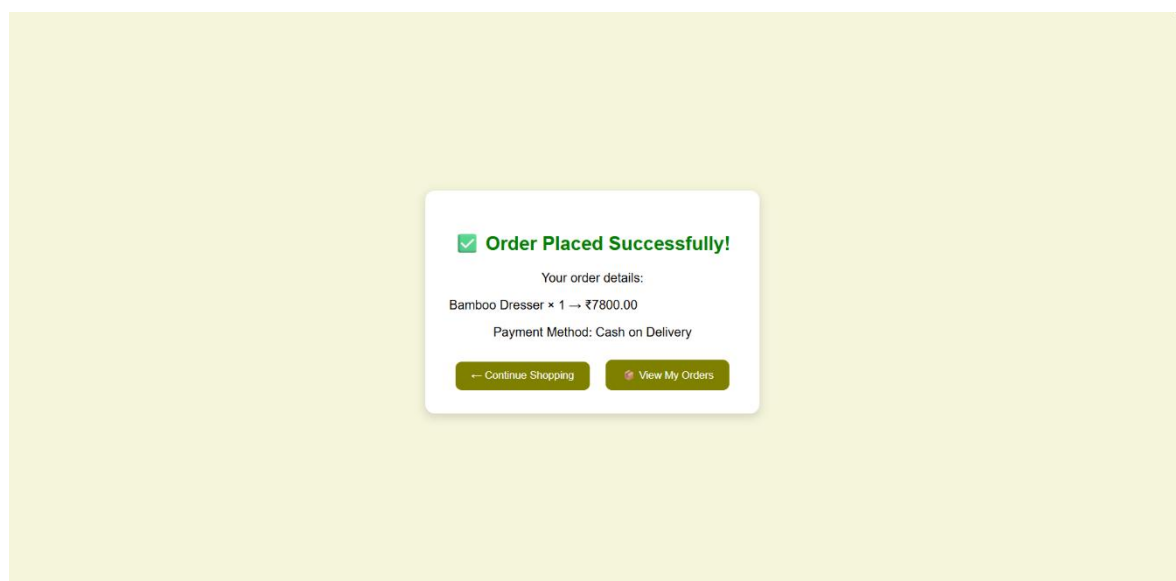 ✅ Order Placed Successfully!
Your order details:
Bamboo Dresser × 1 → ₹7800.00
Payment Method: Cash on Delivery
← Continue Shopping
📦 View My Orders